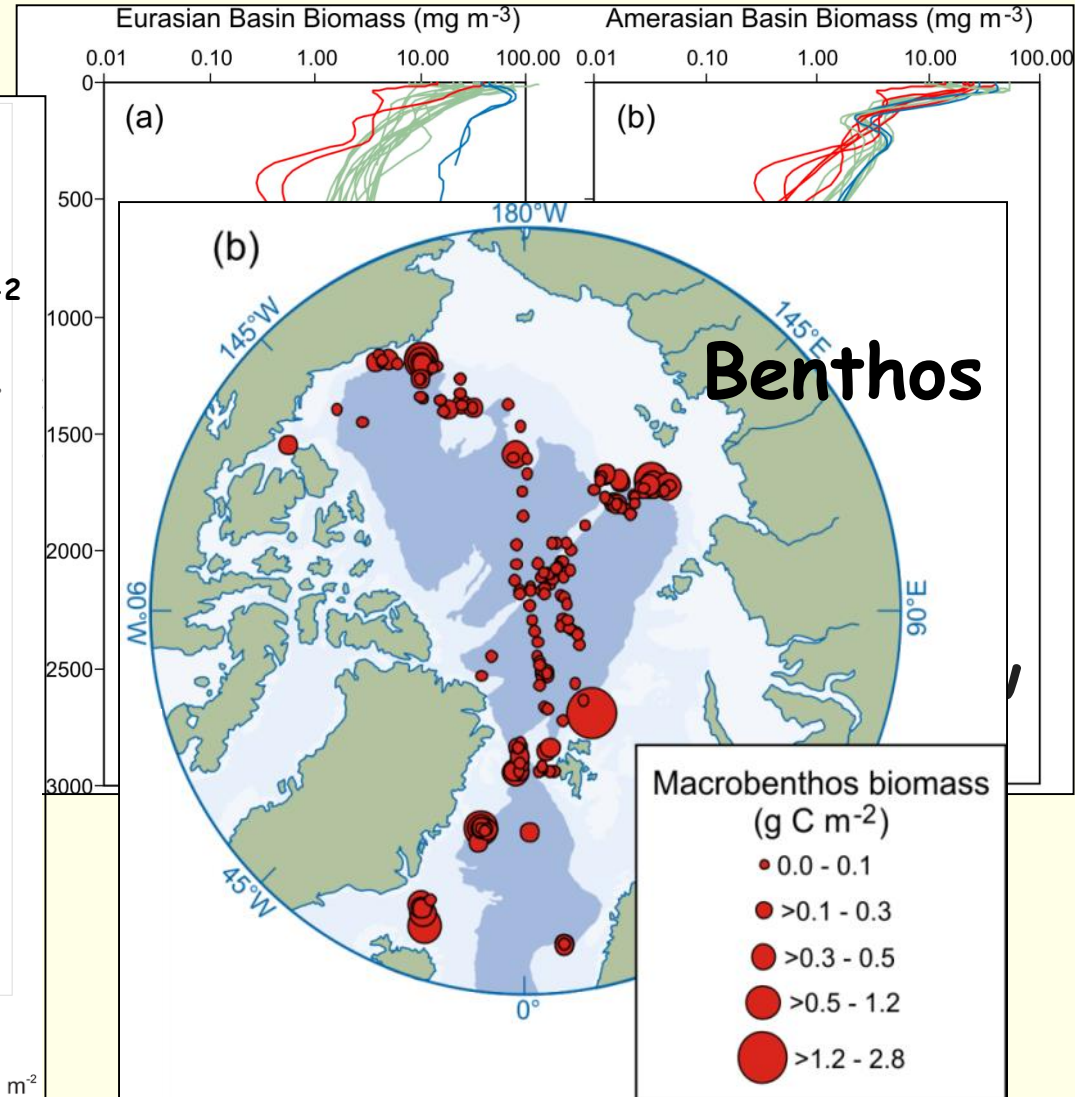 Eurasian Basin Biomass (mg m-3)
Amerasian Basin Biomass (mg m-3)
0.01 0.10 1.00 10.00 100.00
0.01 0.10 1.00 10.00 100.00
0
(a)
(b)
500
180°W
(b)
-2
1000
145°W
145°E
Benthos
1500
2000
90°W
90°E
2500
y
3000
Macrobenthos biomass
(g C m-2)
0.0 - 0.1
>0.1 - 0.3
>0.3 - 0.5
>0.5 - 1.2
>1.2 - 2.8
45°W
0°
m-2